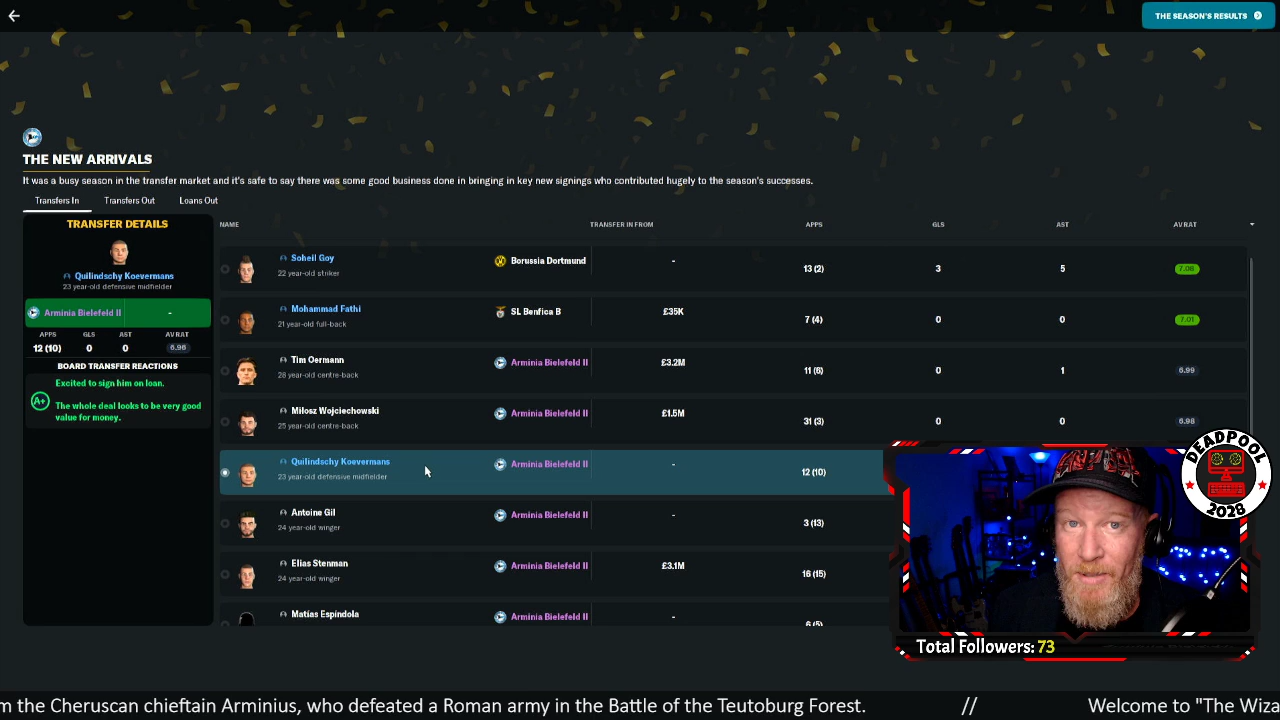 THE SEASON'S RESULTS
THE NEW ARRIVALS
It was a busy season in the transfer market and it's safe to say there was some good business done in bringing in key new signings who contributed hugely to the season's successes.
Transfers In Transfers Out Loans Out
TRANSFER DETAILS
Quilindschy Koevermans
23 year-old defensive midfielder
Arminia Bielefeld II -
APPS GLS AST AV RAT
12 (10) 0 0 6.96
BOARD TRANSFER REACTIONS
A+
Excited to sign him on loan.
The whole deal looks to be very good
value for money.
NAME TRANSFER IN FROM APPS GLS AST AV RAT
Soheil Goy Borussia Dortmund - 13 (2) 3 5 7.08
22 year-old striker
Mohammad Fathi SL Benfica B £35K 7 (4) 0 0 7.01
21 year-old full-back
Tim Oermann Arminia Bielefeld II £3.2M 11 (6) 0 1 6.99
28 year-old centre-back
Miłosz Wojciechowski Arminia Bielefeld II £1.5M 31 (3) 0 0 6.98
25 year-old centre-back
Quilindschy Koevermans Arminia Bielefeld II - 12 (10)
23 year-old defensive midfielder
Antoine Gil Arminia Bielefeld II - 3 (13)
24 year-old winger
Elias Stenman Arminia Bielefeld II £3.1M 16 (15)
24 year-old winger
Matías Espindola Arminia Bielefeld II - 6 (5)
DEADPOOL
2028
Total Followers: 73
m the Cheruscan chieftain Arminius, who defeated a Roman army in the Battle of the Teutoburg Forest. // Welcome to "The Wiza